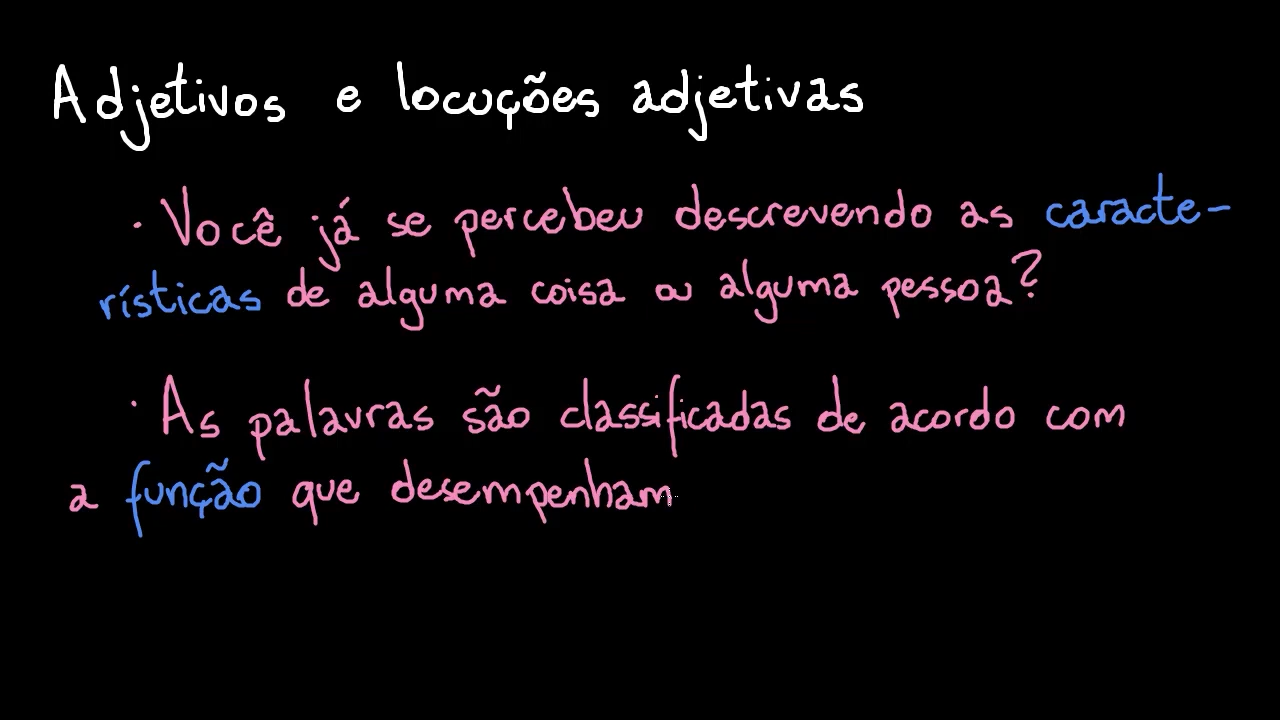 Adjetivos e locuções adjetivas
· Você já se percebeu descrevendo as caracte-
rísticas de alguma coisa ou alguma pessoa?
· As palavras são classificadas de acordo com
a função que desempenham